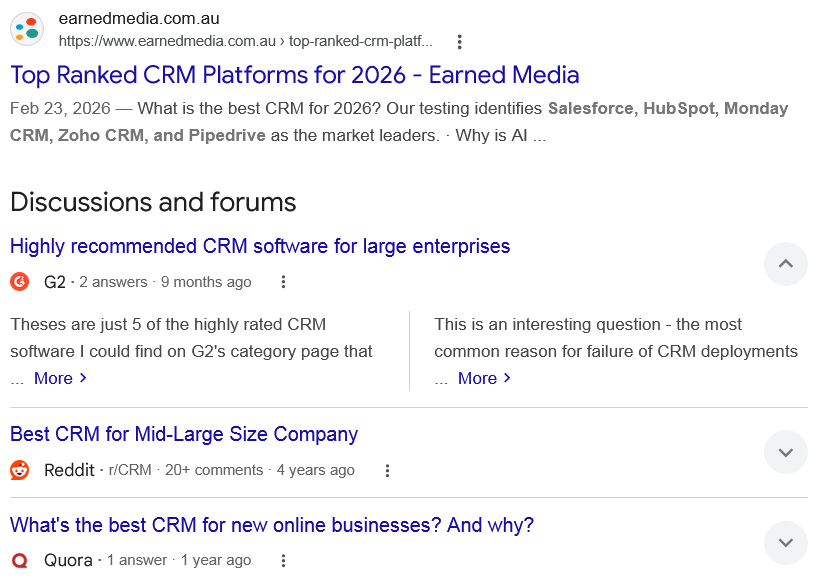 earnedmedia.com.au
https://www.earnedmedia.com.au › top-ranked-crm-platf...
Top Ranked CRM Platforms for 2026 - Earned Media
Feb 23, 2026 — What is the best CRM for 2026? Our testing identifies Salesforce, HubSpot, Monday
CRM, Zoho CRM, and Pipedrive as the market leaders. · Why is AI ...
Discussions and forums
Highly recommended CRM software for large enterprises
G2 · 2 answers · 9 months ago
Theses are just 5 of the highly rated CRM
software I could find on G2's category page that
... More ›
This is an interesting question - the most
common reason for failure of CRM deployments
... More ›
Best CRM for Mid-Large Size Company
Reddit · r/CRM · 20+ comments · 4 years ago
What's the best CRM for new online businesses? And why?
Quora · 1 answer · 1 year ago